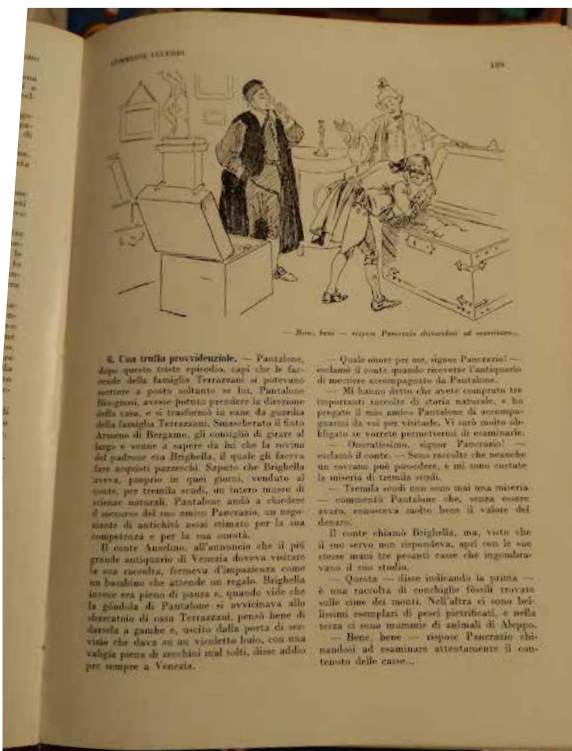 COMMEDIE CELEBRI
189
— Bene, bene — rispose Pancrazio chinandosi ad esaminare...
6. Una truffa provvidenziale. — Pantalone,
dopo questo triste episodio, capì che le fac-
cende della famiglia Terrazzani si potevano
mettere a posto soltanto se lui, Pantalone
Bisognosi, avesse potuto prendere la direzione
della casa, e si trasformò in cane da guardia
della famiglia Terrazzani. Smascherato il finto
Armeno di Bergamo, gli consigliò di girare al
largo e venne a sapere da lui che la rovina
del padrone era Brighella, il quale gli faceva
fare acquisti pazzeschi. Saputo che Brighella
aveva, proprio in quei giorni, venduto al
conte, per tremila scudi, un intero museo di
scienze naturali, Pantalone andò a chiedere
il soccorso del suo amico Pancrazio, un nego-
ziante di antichità assai stimato per la sua
competenza e per la sua onestà.
Il conte Anselmo, all'annuncio che il più
grande antiquario di Venezia doveva visitare
la sua raccolta, fremeva d'impazienza come
un bambino che attende un regalo. Brighella
invece era pieno di paura e, quando vide che
la gondola di Pantalone si avvicinava allo
sbarcatoio di casa Terrazzani, pensò bene di
darsela a gambe e, uscito dalla porta di ser-
vizio che dava su un vicoletto buio, con una
valigia piena di zecchini mal tolti, disse addio
per sempre a Venezia.
— Quale onore per me, signor Pancrazio! —
esclamò il conte quando ricevette l'antiquario
di mestiere accompagnato da Pantalone.
— Mi hanno detto che avete comprato tre
importanti raccolte di storia naturale, e ho
pregato il mio amico Pantalone di accompa-
gnarmi da voi per visitarle. Vi sarò molto ob-
bligato se vorrete permettermi di esaminarle.
— Onoratissimo, signor Pancrazio! —
esclamò il conte. — Sono raccolte che neanche
un sovrano può possedere, e mi sono costate
la miseria di tremila scudi.
— Tremila scudi non sono mai una miseria
— commentò Pantalone che, senza essere
avaro, conosceva molto bene il valore del
denaro.
Il conte chiamò Brighella, ma, visto che
il suo servo non rispondeva, aprì con le sue
stesse mani tre pesanti casse che ingombra-
vano il suo studio.
— Questa — disse indicando la prima —
è una raccolta di conchiglie fossili trovate
sulle cime dei monti. Nell'altra ci sono bel-
lissimi esemplari di pesci pietrificati, e nella
terza ci sono mummie di animali di Aleppo.
— Bene, bene — rispose Pancrazio chi-
nandosi ad esaminare attentamente il con-
tenuto delle casse...